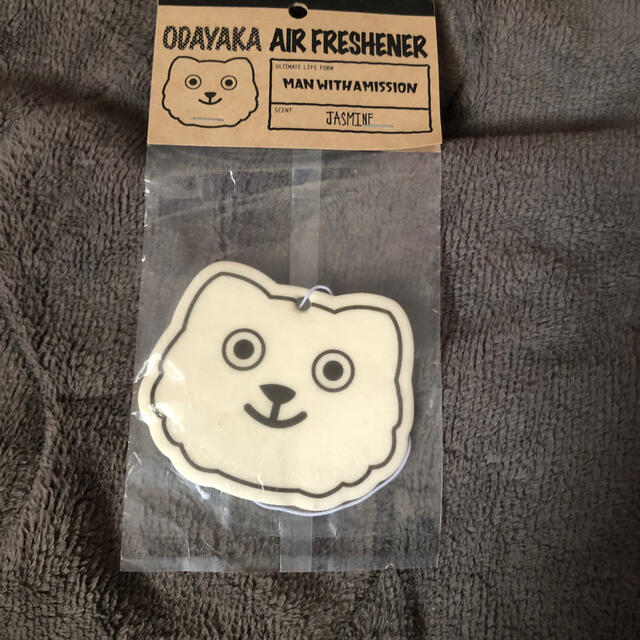 ODAYAKA AIR FRESHENER
ULTIMATE LIFE FORM
MAN WITH A MISSION
SCENT
JASMINE